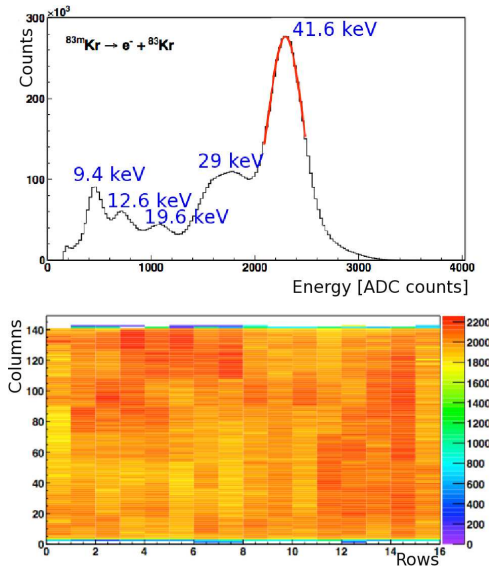 ×10³
300
200
100
0
Counts
⁸³ᵐKr → e⁻ + ⁸³Kr
41.6 keV
29 keV
9.4 keV
12.6 keV
19.6 keV
0 1000 2000 3000 4000
Energy [ADC counts]
Columns
140
120
100
80
60
40
20
0
0 2 4 6 8 10 12 14 16
Rows
2200
2000
1800
1600
1400
1200
1000
800
600
400
200
0